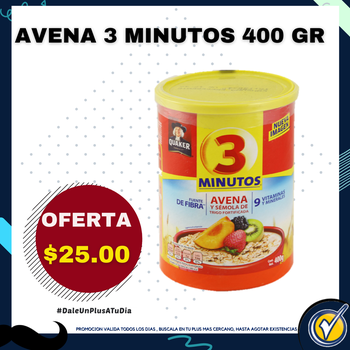 AVENA 3 MINUTOS 400 GR
NUEVA
IMAGEN
QUAKER
3
MINUTOS
FUENTE
DE FIBRA
AVENA
Y SÉMOLA DE
TRIGO FORTIFICADA
9 VITAMINAS
Y MINERALES
400g
OFERTA
$25.00
#DaleUnPlusATuDia
PROMOCION VALIDA TODOS LOS DIAS , BUSCALA EN TU PLUS MAS CERCANO, HASTA AGOTAR EXISTENCIAS